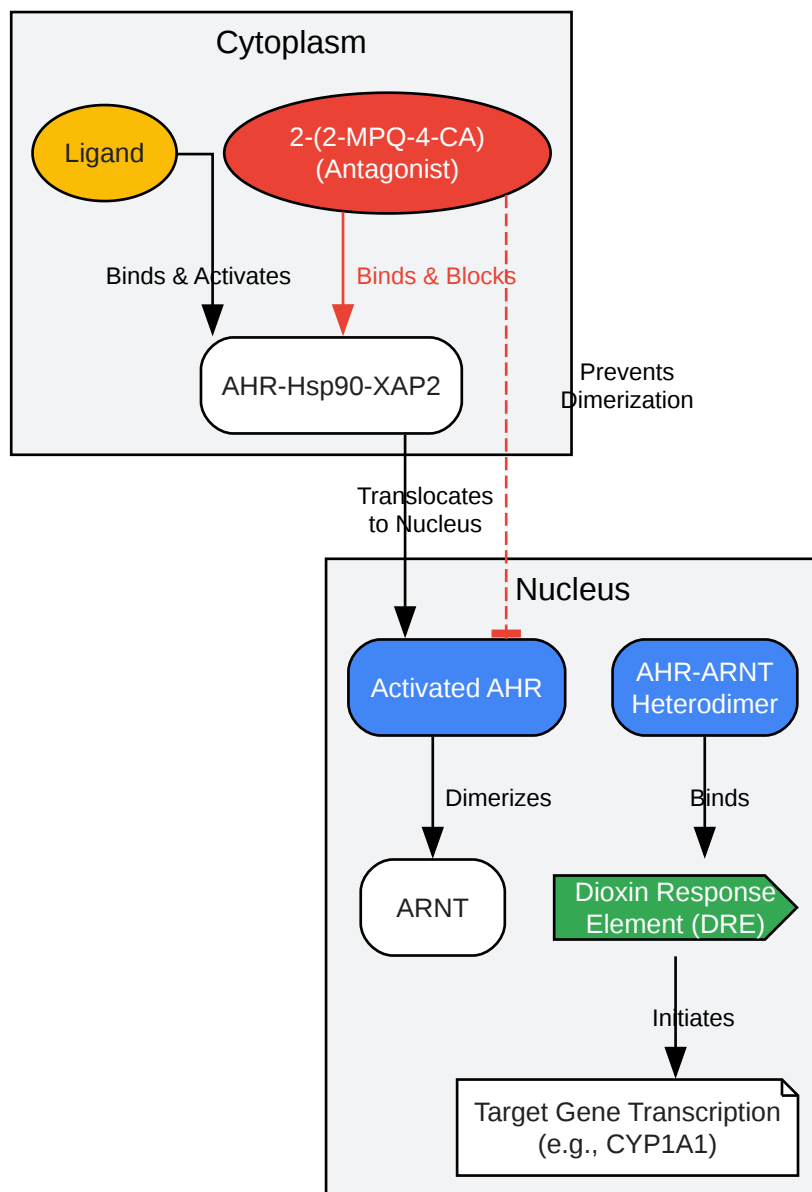 Cytoplasm
Ligand
2-(2-MPQ-4-CA)
(Antagonist)
Binds & Activates
Binds & Blocks
AHR-Hsp90-XAP2
Prevents
Dimerization
Translocates
to Nucleus
Nucleus
Activated AHR
AHR-ARNT
Heterodimer
Dimerizes
Binds
ARNT
Dioxin Response
Element (DRE)
Initiates
Target Gene Transcription
(e.g., CYP1A1)